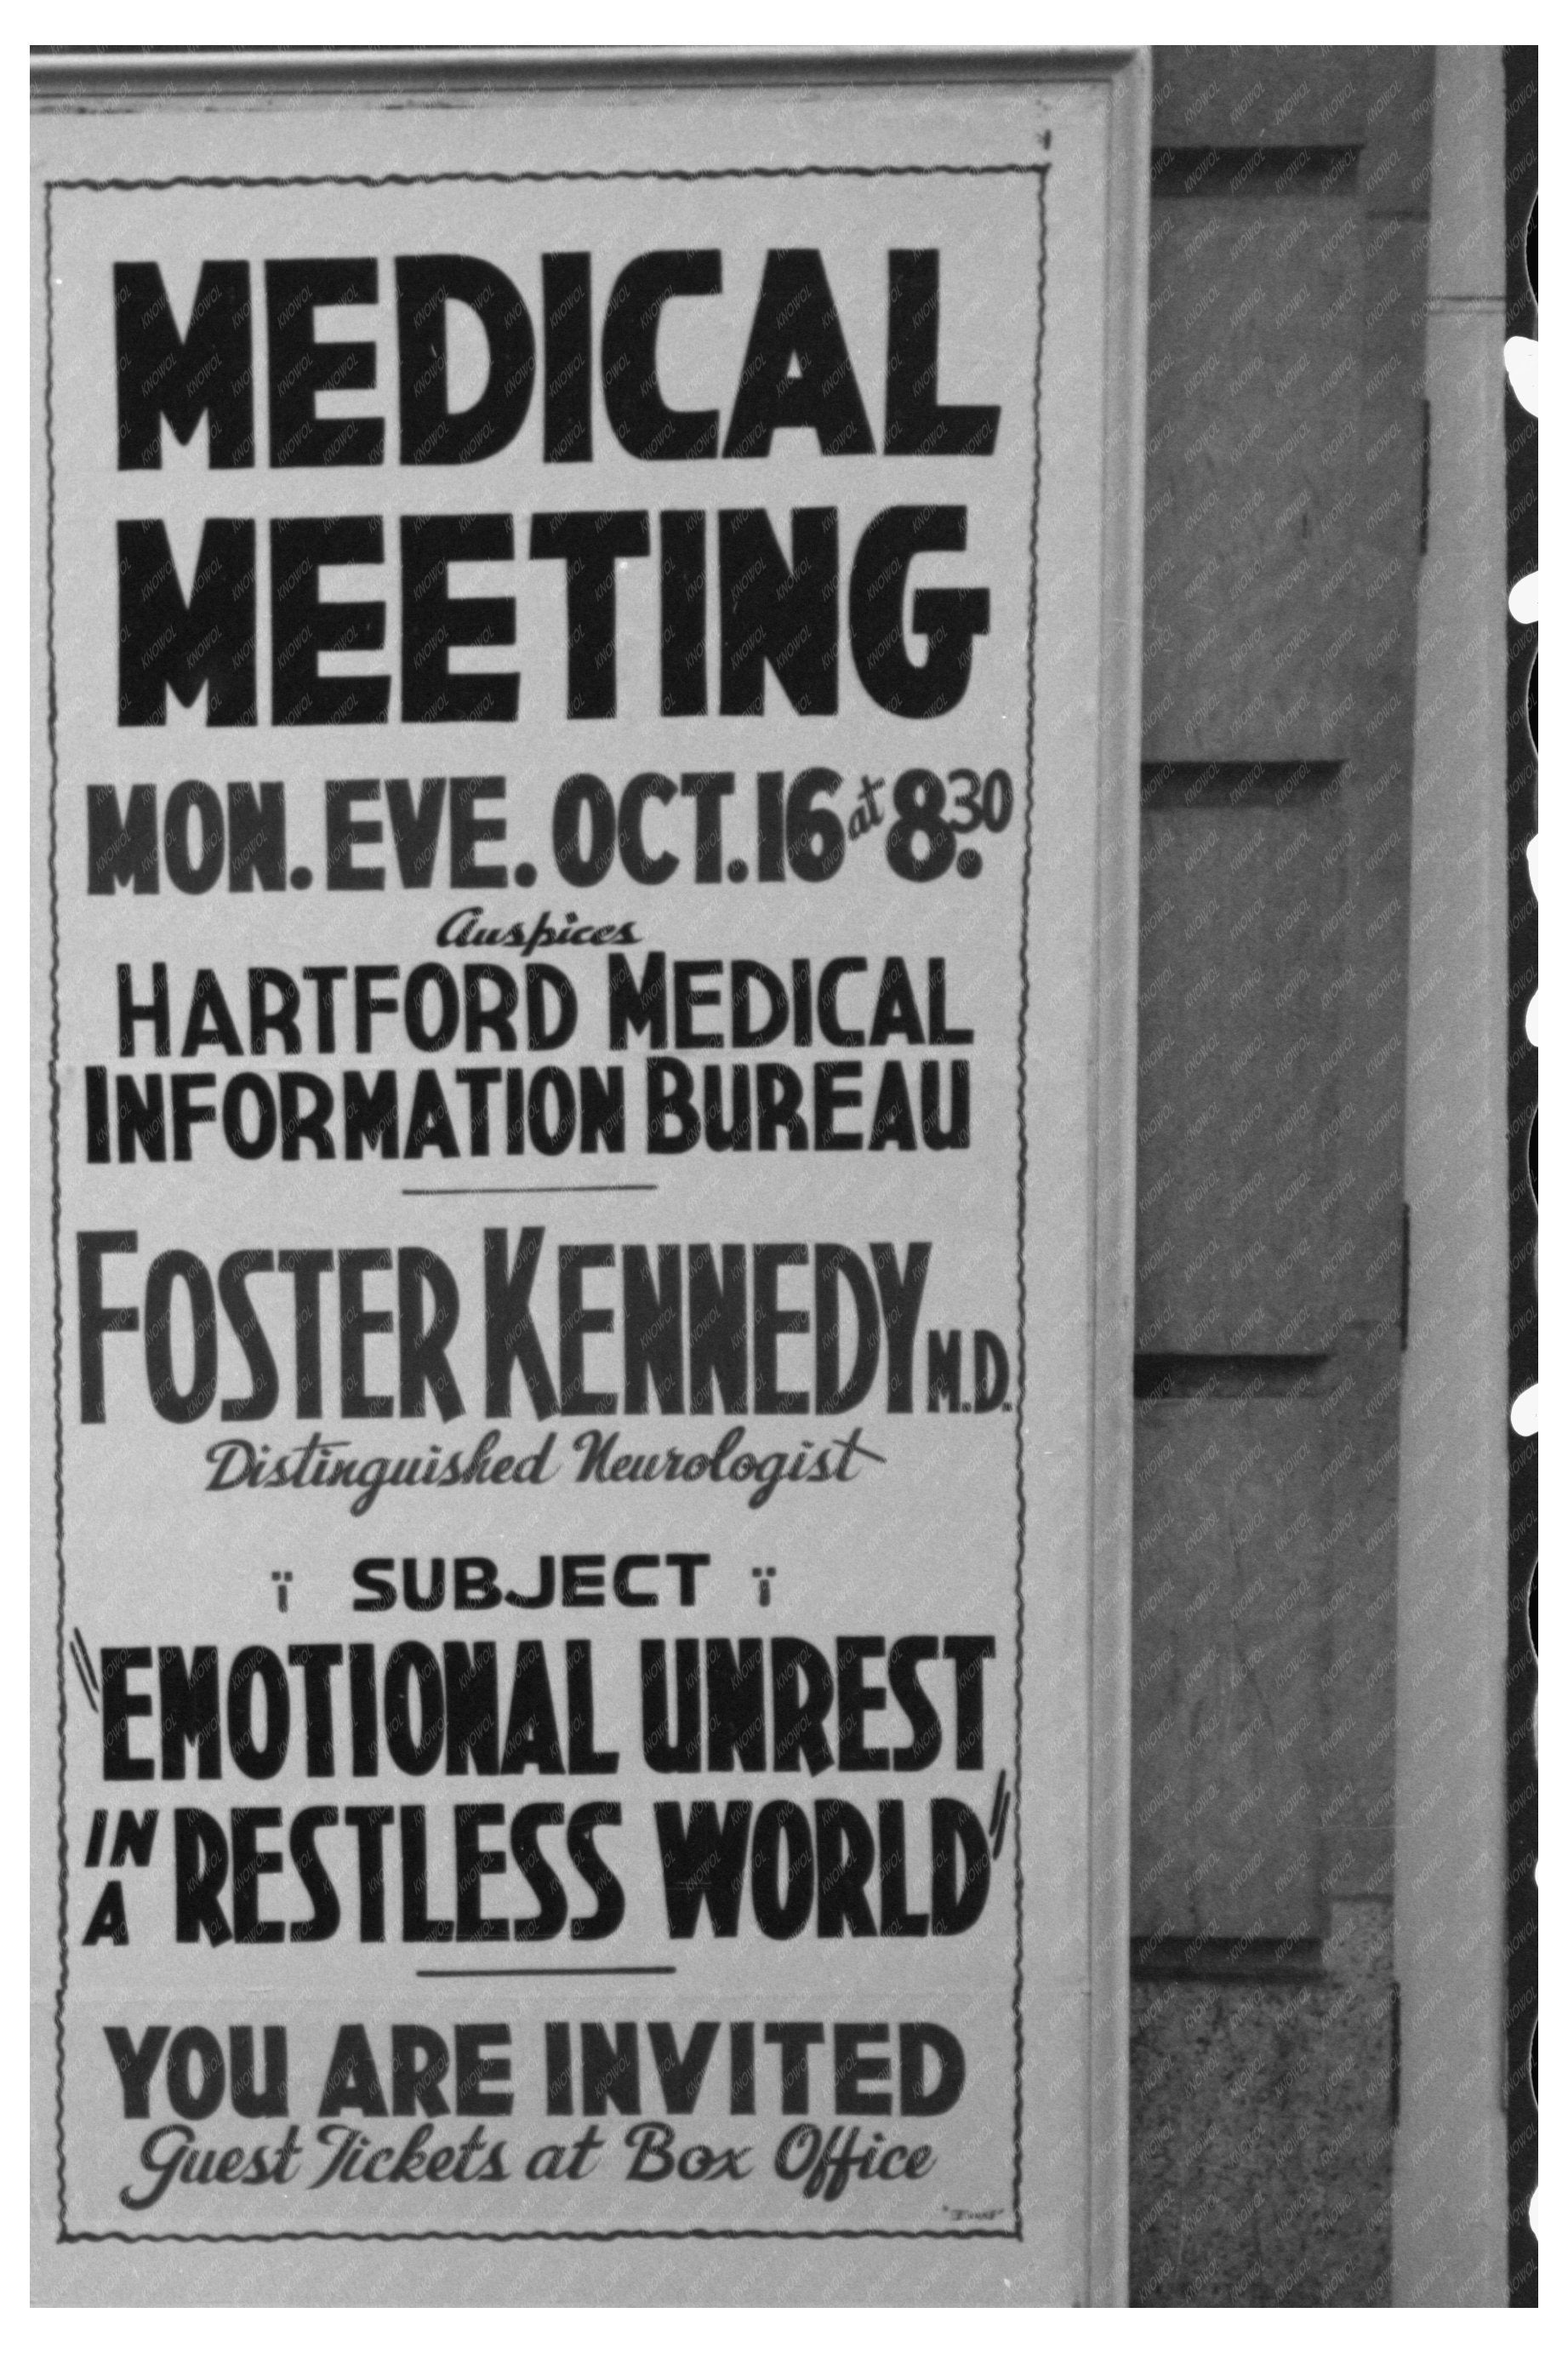 MEDICAL
MEETING
MON. EVE. OCT. 16 at 8:30
Auspices
HARTFORD MEDICAL
INFORMATION BUREAU
FOSTER KENNEDY M.D.
Distinguished Neurologist
SUBJECT
"EMOTIONAL UNREST
IN A RESTLESS WORLD"
YOU ARE INVITED
Guest Tickets at Box Office
KNOWOL